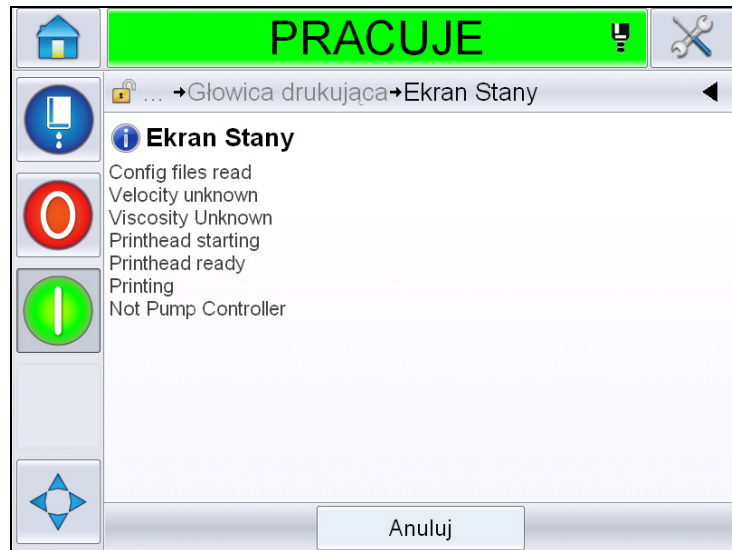 PRACUJE
... →Głowica drukująca→Ekran Stany
Ekran Stany
Config files read
Velocity unknown
Viscosity Unknown
Printhead starting
Printhead ready
Printing
Not Pump Controller
Anuluj